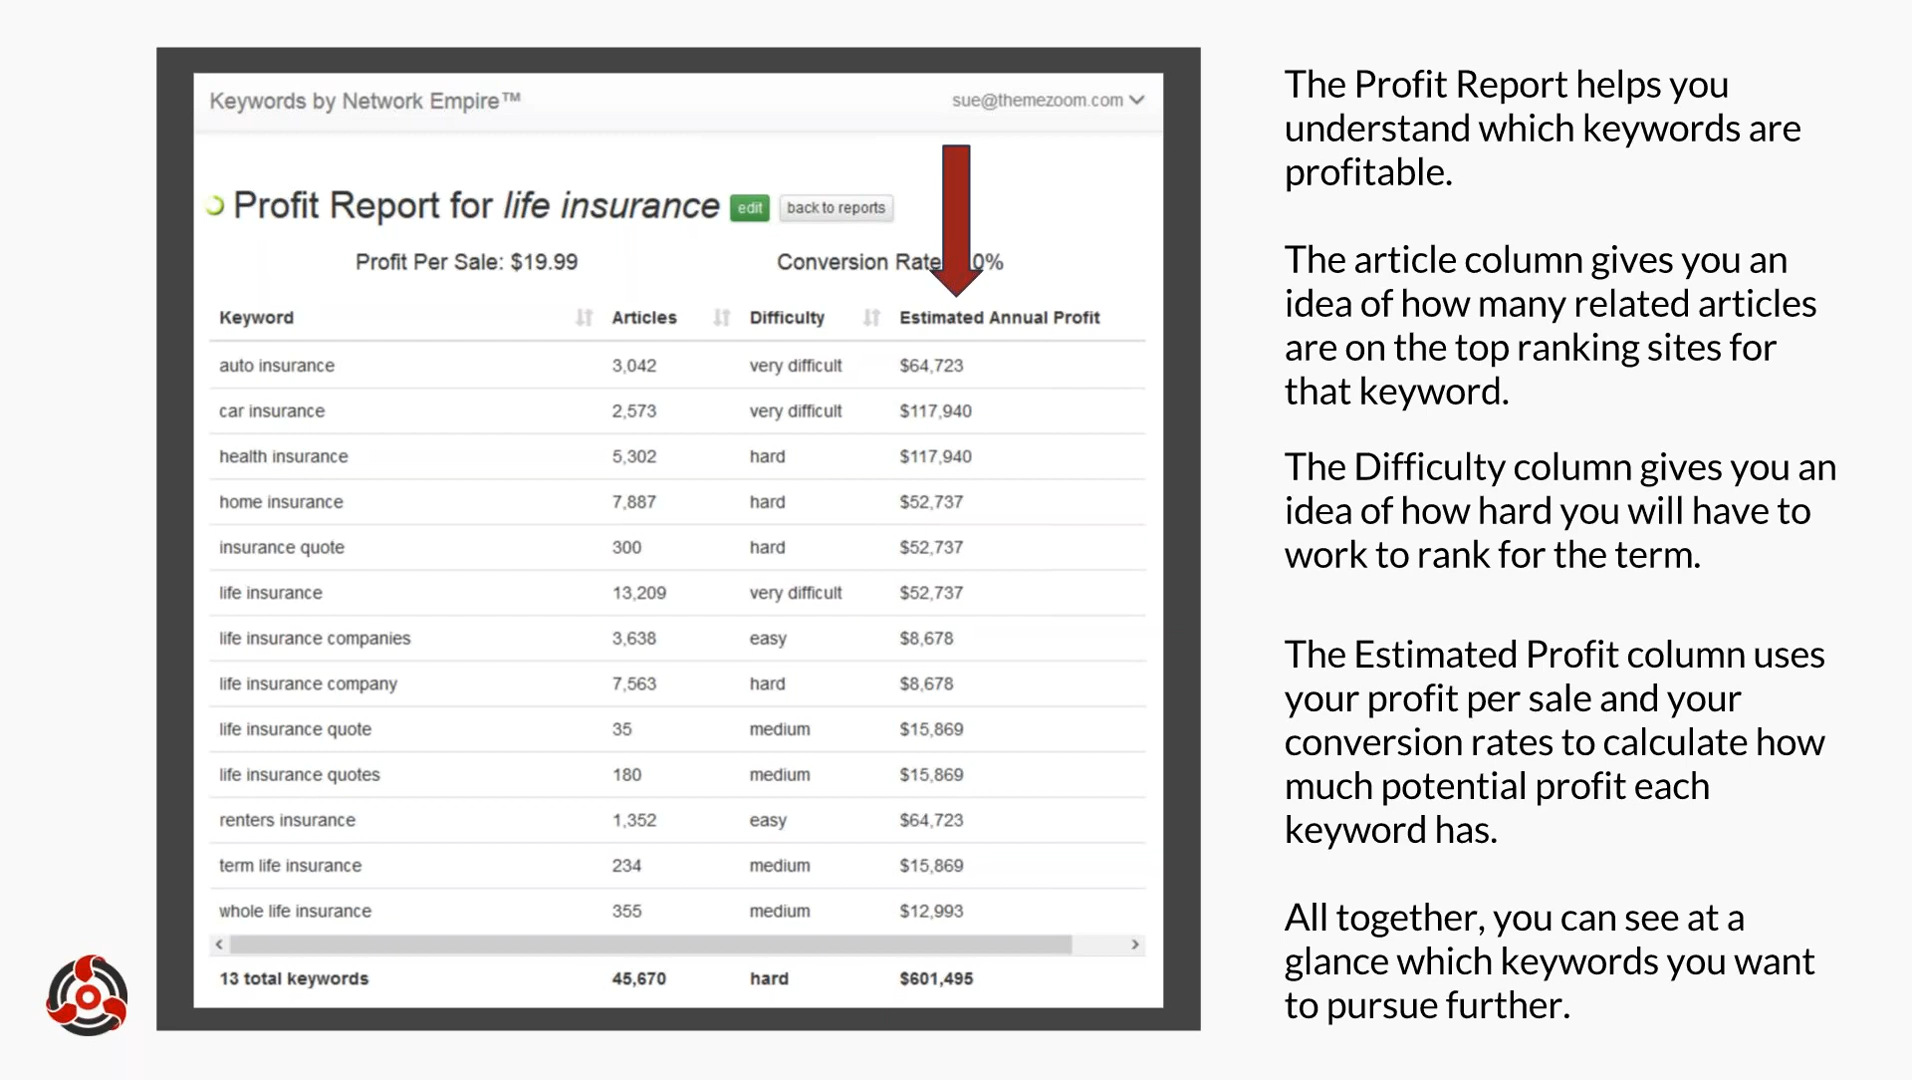 Keywords by Network Empire™ sue@themezoom.com
Profit Report for life insurance edit back to reports
Profit Per Sale: $19.99 Conversion Rate 0%
Keyword Articles Difficulty Estimated Annual Profit
auto insurance 3,042 very difficult $64,723
car insurance 2,573 very difficult $117,940
health insurance 5,302 hard $117,940
home insurance 7,887 hard $52,737
insurance quote 300 hard $52,737
life insurance 13,209 very difficult $52,737
life insurance companies 3,638 easy $8,678
life insurance company 7,563 hard $8,678
life insurance quote 35 medium $15,869
life insurance quotes 180 medium $15,869
renters insurance 1,352 easy $64,723
term life insurance 234 medium $15,869
whole life insurance 355 medium $12,993
13 total keywords 45,670 hard $601,495
The Profit Report helps you
understand which keywords are
profitable.
The article column gives you an
idea of how many related articles
are on the top ranking sites for
that keyword.
The Difficulty column gives you an
idea of how hard you will have to
work to rank for the term.
The Estimated Profit column uses
your profit per sale and your
conversion rates to calculate how
much potential profit each
keyword has.
All together, you can see at a
glance which keywords you want
to pursue further.